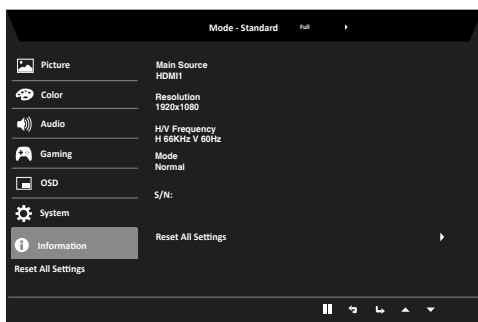 Mode - Standard Full
Picture
Color
Audio
Gaming
OSD
System
Information
Main Source
HDMI1
Resolution
1920x1080
H/V Frequency
H 66KHz V 60Hz
Mode
Normal
S/N:
Reset All Settings
Reset All Settings